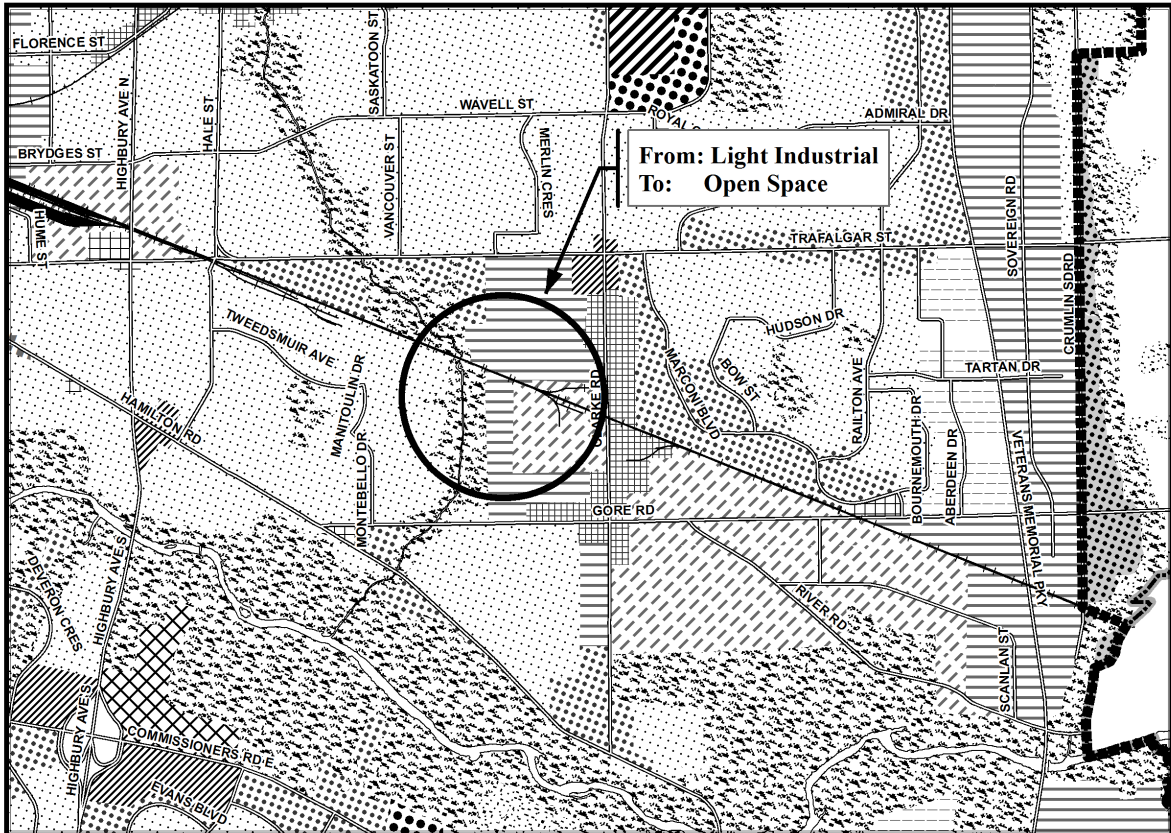 FLORENCE ST
HIGHBURY AVE N
HALE ST
SASKATOON ST
WAVELL ST
ADMIRAL DR
BRYDGES ST
VANCOUVER ST
MERLIN CRES
From: Light Industrial
To: Open Space
SOVEREIGN RD
HUME ST
TRAFALGAR ST
CRUMLIN SDRD
TWEEDSMUIR AVE
HUDSON DR
MANITOULIN DR
MARCONI BLVD
BOW ST
TARTAN DR
RAILTON AVE
HAMILTON RD
MONTEBELLO DR
BOURNEMOUTH DR
ABERDEEN DR
VETERANS MEMORIAL PKY
GORE RD
DEVERON CRES
HIGHBURY AVE S
RIVER RD
SCANLAN ST
HIGHBURY AVE S
COMMISSIONERS RD E
EVANS BLVD